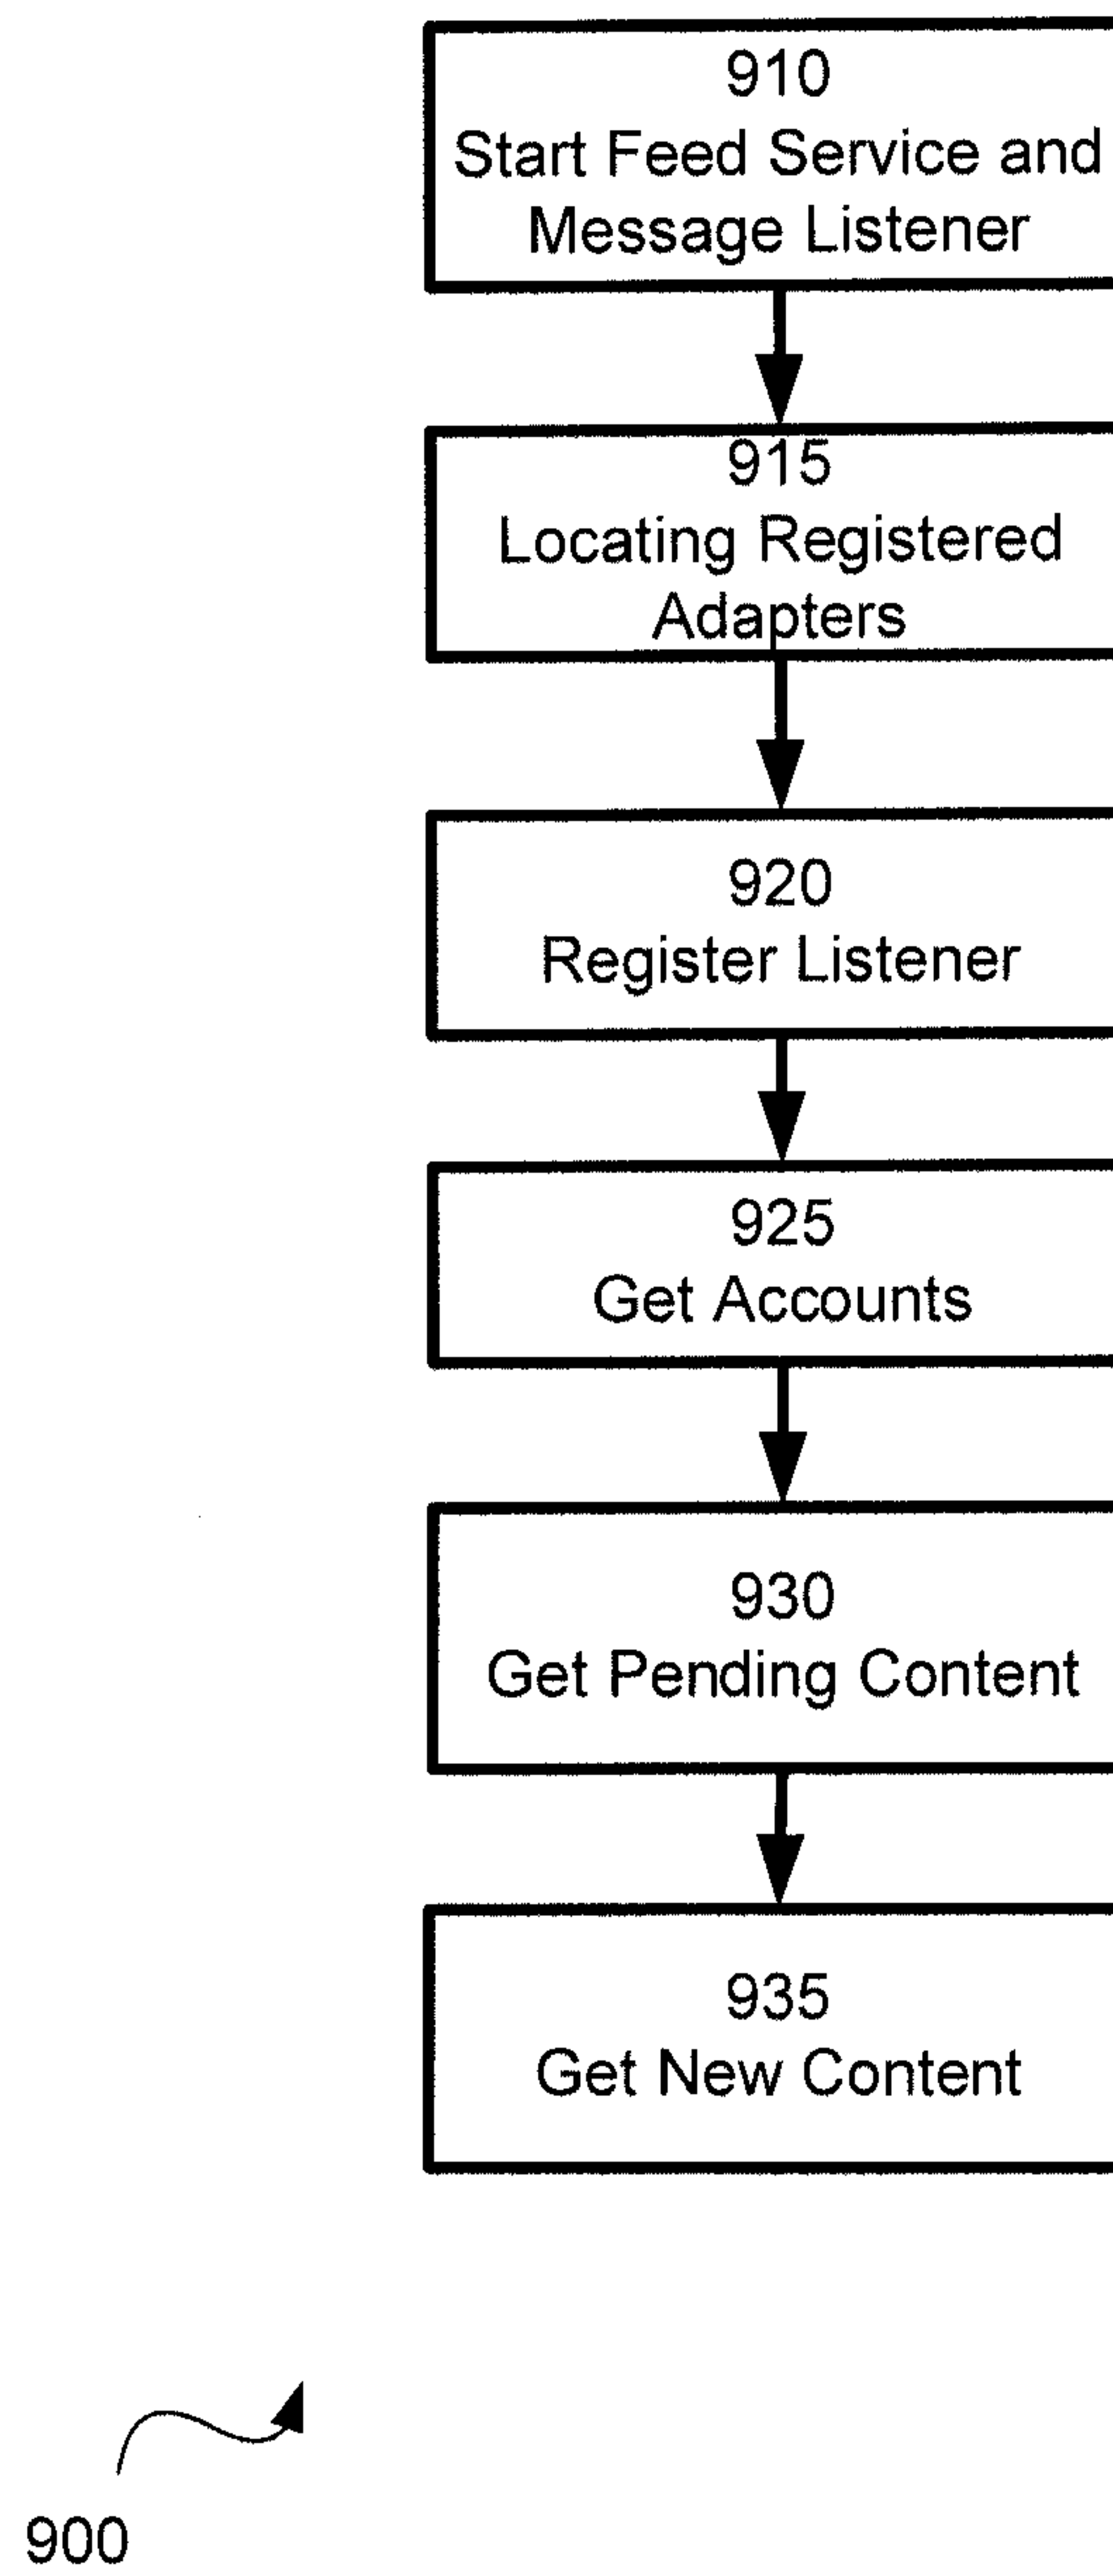 910
Start Feed Service and
Message Listener
915
Locating Registered
Adapters
920
Register Listener
925
Get Accounts
930
Get Pending Content
935
Get New Content
900